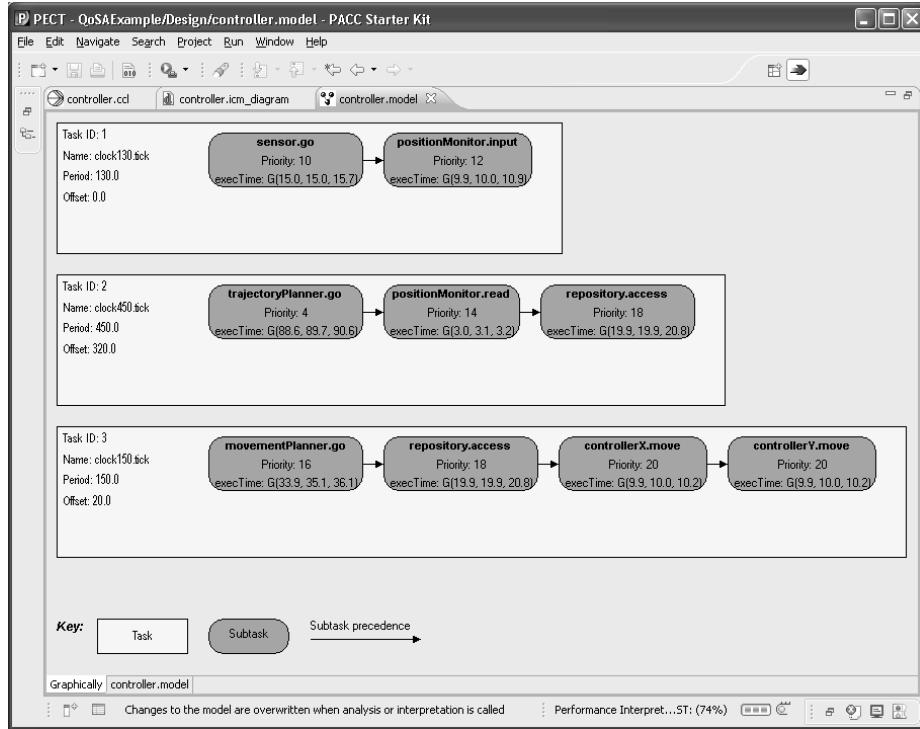 PECT - QoSAExample/Design/controller.model - PACC Starter Kit
File Edit Navigate Search Project Run Window Help
controller.ccl controller.icm_diagram controller.model
Task ID: 1
Name: clock130.tick
Period: 130.0
Offset: 0.0
sensor.go
Priority: 10
execTime: G(15.0, 15.0, 15.7)
positionMonitor.input
Priority: 12
execTime: G(9.9, 10.0, 10.9)
Task ID: 2
Name: clock450.tick
Period: 450.0
Offset: 320.0
trajectoryPlanner.go
Priority: 4
execTime: G(88.6, 89.7, 90.6)
positionMonitor.read
Priority: 14
execTime: G(3.0, 3.1, 3.2)
repository.access
Priority: 18
execTime: G(19.9, 19.9, 20.8)
Task ID: 3
Name: clock150.tick
Period: 150.0
Offset: 20.0
movementPlanner.go
Priority: 16
execTime: G(33.9, 35.1, 36.1)
repository.access
Priority: 18
execTime: G(19.9, 19.9, 20.8)
controllerX.move
Priority: 20
execTime: G(9.9, 10.0, 10.2)
controllerY.move
Priority: 20
execTime: G(9.9, 10.0, 10.2)
Key:
Task
Subtask
Subtask precedence
Graphically controller.model
Changes to the model are overwritten when analysis or interpretation is called
Performance Interpret...ST: (74%)